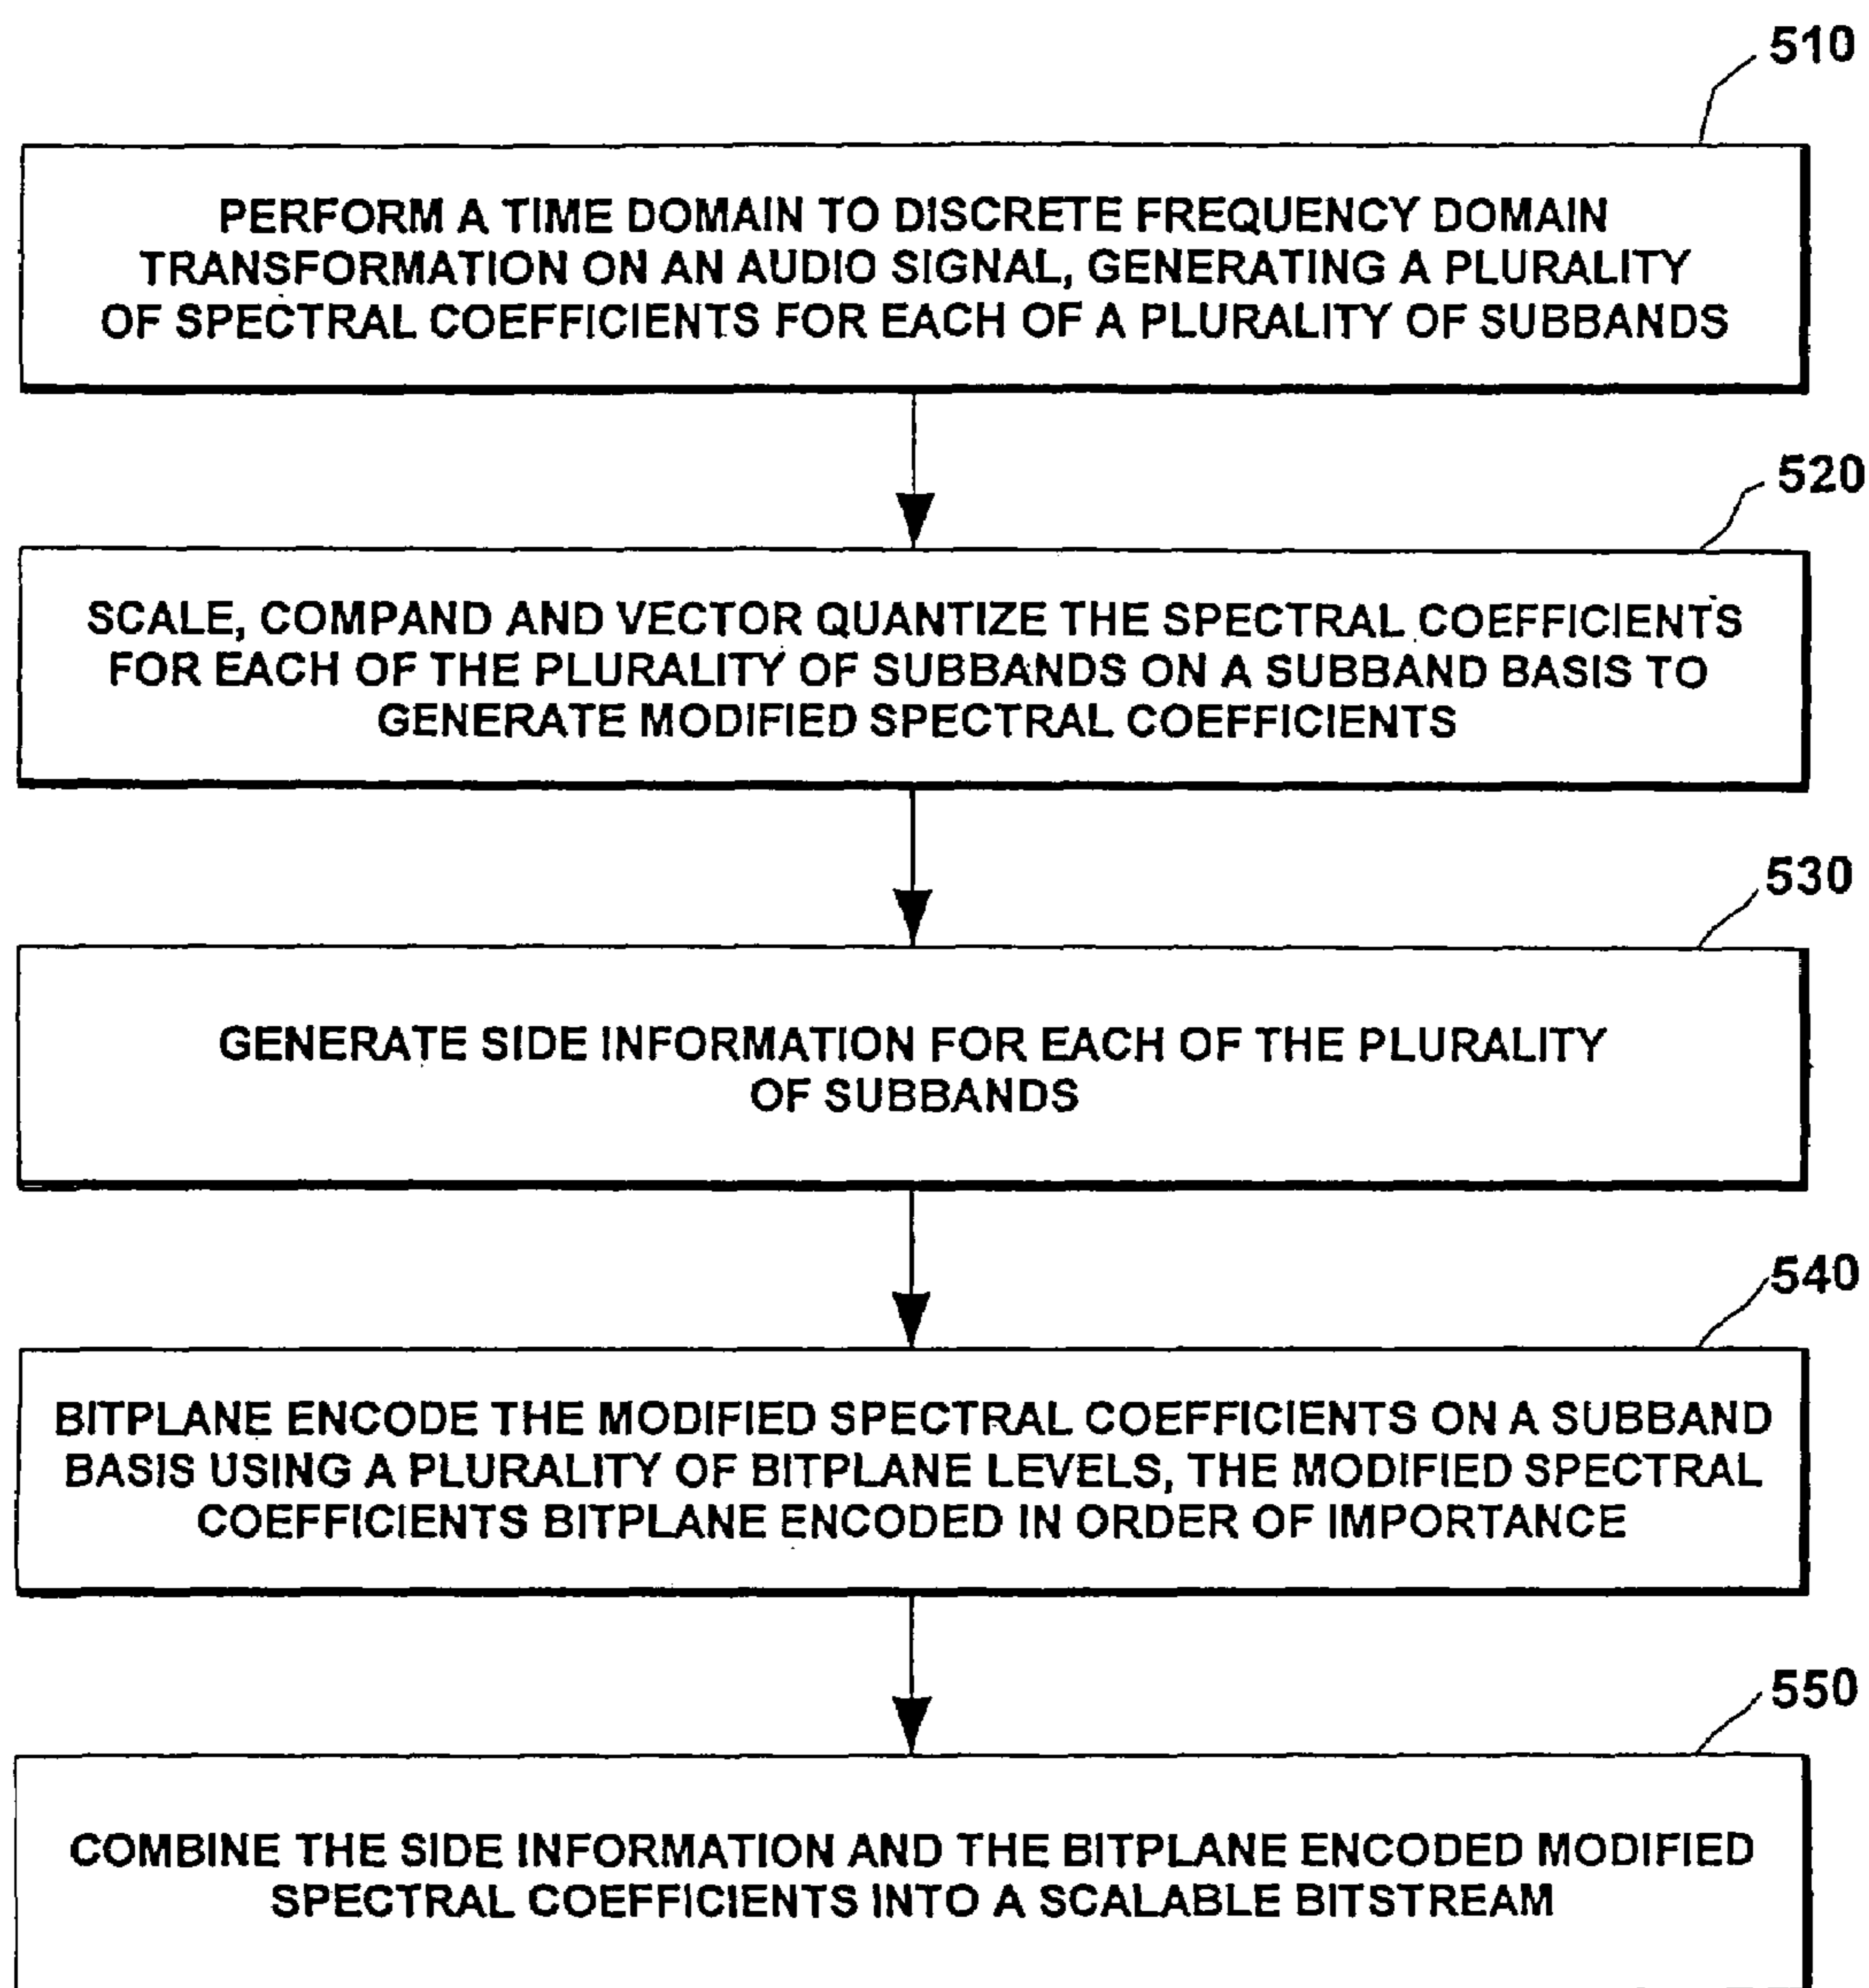 510
PERFORM A TIME DOMAIN TO DISCRETE FREQUENCY DOMAIN
TRANSFORMATION ON AN AUDIO SIGNAL, GENERATING A PLURALITY
OF SPECTRAL COEFFICIENTS FOR EACH OF A PLURALITY OF SUBBANDS
520
SCALE, COMPAND AND VECTOR QUANTIZE THE SPECTRAL COEFFICIENTS
FOR EACH OF THE PLURALITY OF SUBBANDS ON A SUBBAND BASIS TO
GENERATE MODIFIED SPECTRAL COEFFICIENTS
530
GENERATE SIDE INFORMATION FOR EACH OF THE PLURALITY
OF SUBBANDS
540
BITPLANE ENCODE THE MODIFIED SPECTRAL COEFFICIENTS ON A SUBBAND
BASIS USING A PLURALITY OF BITPLANE LEVELS, THE MODIFIED SPECTRAL
COEFFICIENTS BITPLANE ENCODED IN ORDER OF IMPORTANCE
550
COMBINE THE SIDE INFORMATION AND THE BITPLANE ENCODED MODIFIED
SPECTRAL COEFFICIENTS INTO A SCALABLE BITSTREAM